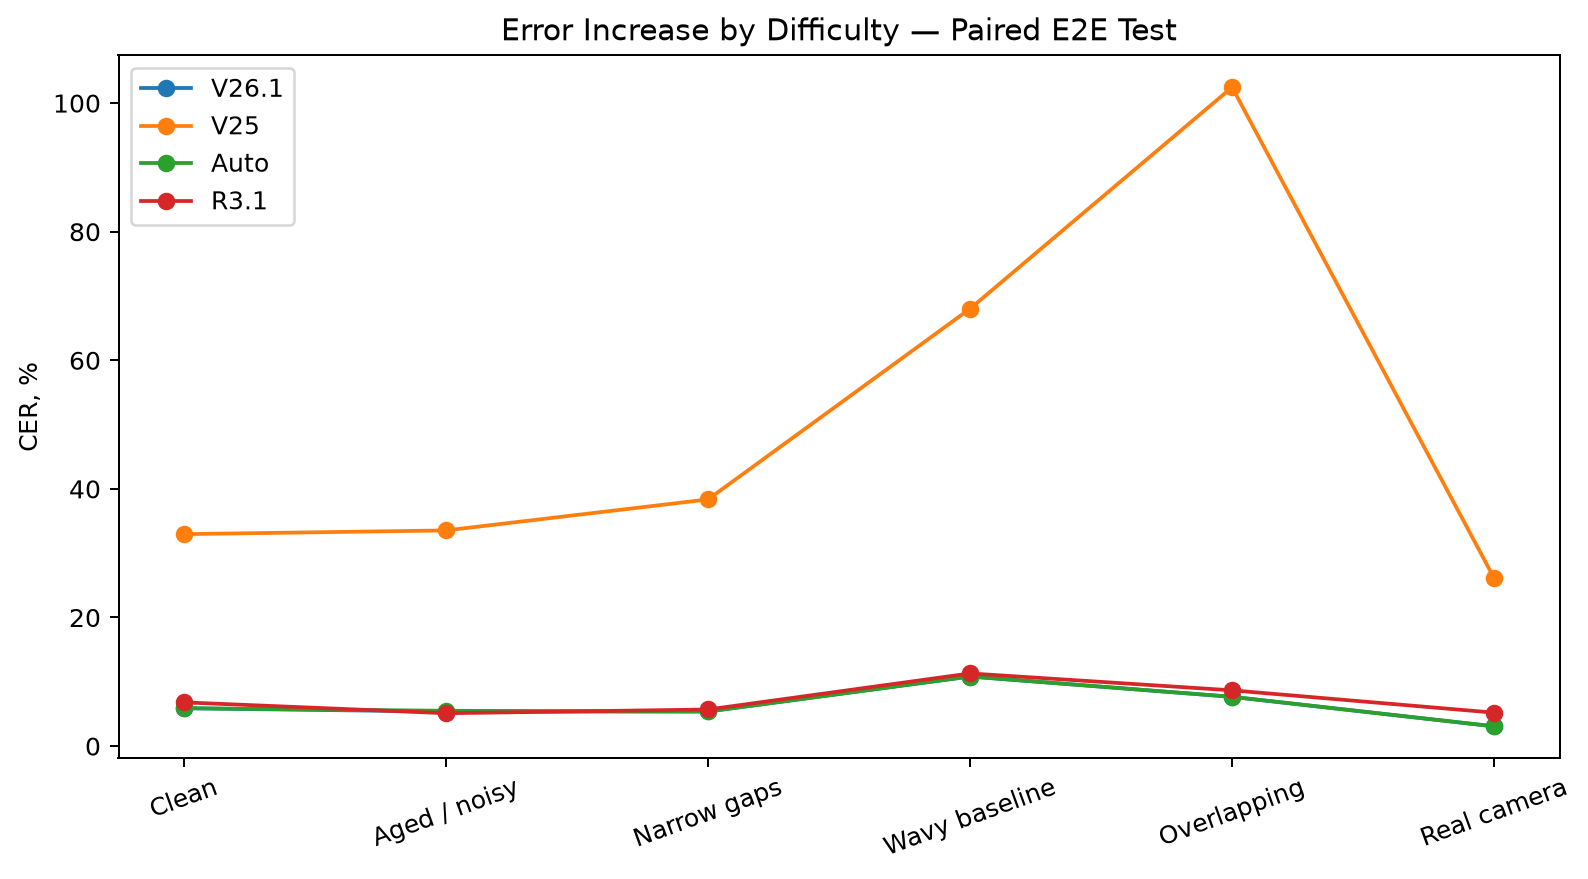 Error Increase by Difficulty — Paired E2E Test
V26.1
V25
Auto
R3.1
CER, %
100
80
60
40
20
0
Clean
Aged / noisy
Narrow gaps
Wavy baseline
Overlapping
Real camera